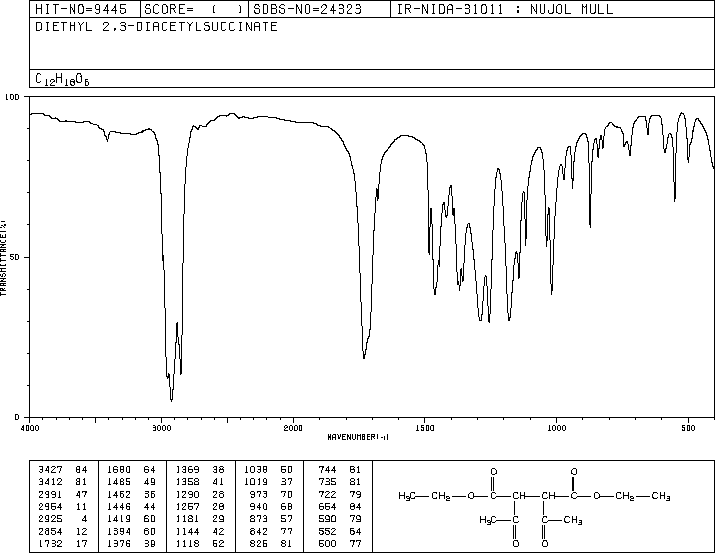 HIT-NO=9445 SCORE= ( ) SDBS-NO=24323 IR-NIDA-31011 : NUJOL MULL
DIETHYL 2,3-DIACETYLSUCCINATE
C12H18O6
100
50
0
TRANSMITTANCE(%)
4000 3000 2000 1500 1000 500
WAVENUMBER(-1)
3427 84 1680 64 1369 38 1038 50 744 81
3412 81 1485 49 1358 41 1019 37 735 81
2991 47 1462 36 1290 28 973 70 722 79
2954 11 1446 44 1257 28 940 68 664 84
2925 4 1419 60 1181 29 873 57 590 79
2854 12 1394 60 1144 42 842 77 552 64
1732 17 1376 39 1118 52 826 81 500 77
O O
H3C—CH2—O—C—CH—CH—C—O—CH2—CH3
H3C—C C—CH3
O O